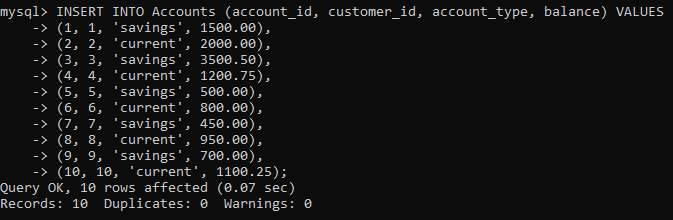 mysql> INSERT INTO Accounts (account_id, customer_id, account_type, balance) VALUES
    -> (1, 1, 'savings', 1500.00),
    -> (2, 2, 'current', 2000.00),
    -> (3, 3, 'savings', 3500.50),
    -> (4, 4, 'current', 1200.75),
    -> (5, 5, 'savings', 500.00),
    -> (6, 6, 'current', 800.00),
    -> (7, 7, 'savings', 450.00),
    -> (8, 8, 'current', 950.00),
    -> (9, 9, 'savings', 700.00),
    -> (10, 10, 'current', 1100.25);
Query OK, 10 rows affected (0.07 sec)
Records: 10  Duplicates: 0  Warnings: 0